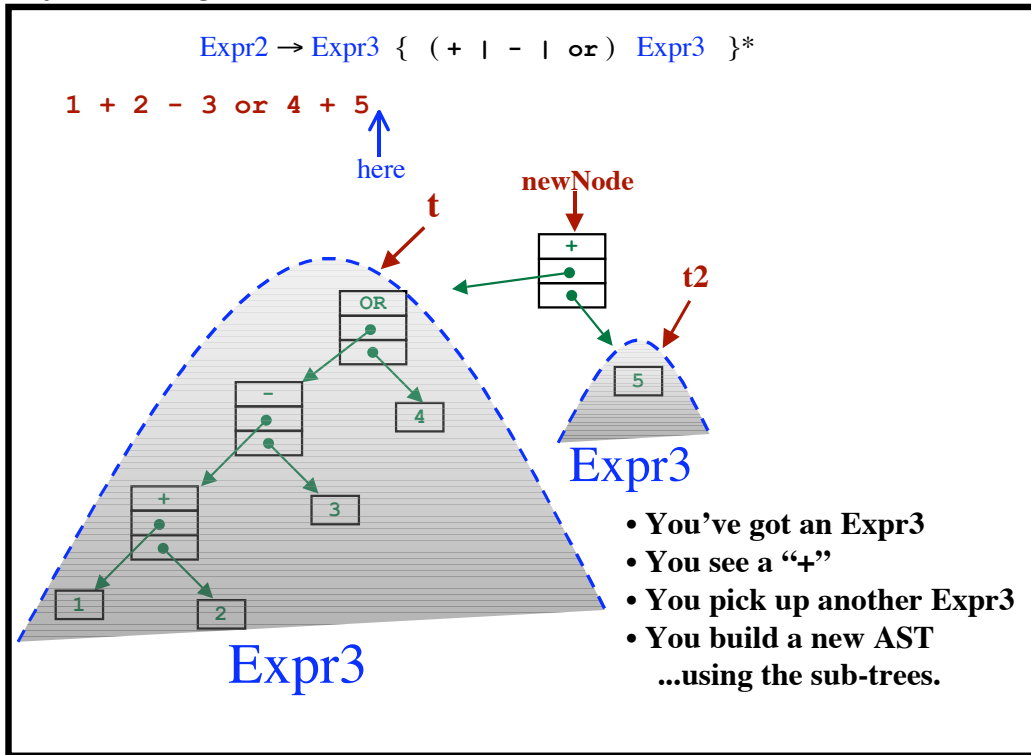 Expr2 → Expr3 { ( + | - | or ) Expr3 }*
1 + 2 - 3 or 4 + 5
here
newNode
t
+
t2
OR
5
-
4
Expr3
+
3
• You’ve got an Expr3
• You see a “+”
• You pick up another Expr3
1
2
• You build a new AST
...using the sub-trees.
Expr3